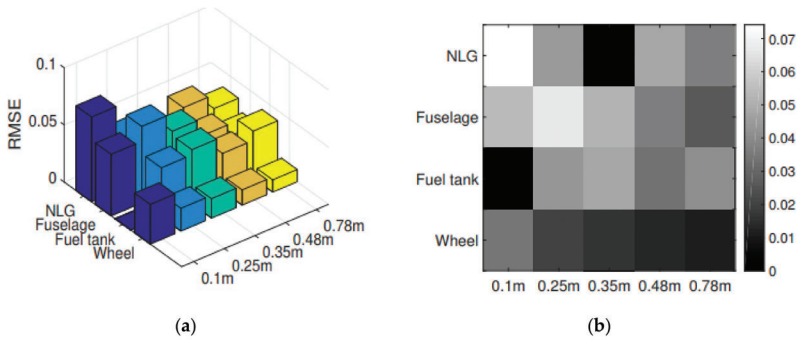 0.1
0.05
0
RMSE
NLG
Fuselage
Fuel tank
Wheel
0.1m
0.25m
0.35m
0.48m
0.78m
(a)
NLG
Fuselage
Fuel tank
Wheel
0.1m 0.25m 0.35m 0.48m 0.78m
0.07
0.06
0.05
0.04
0.03
0.02
0.01
0
(b)